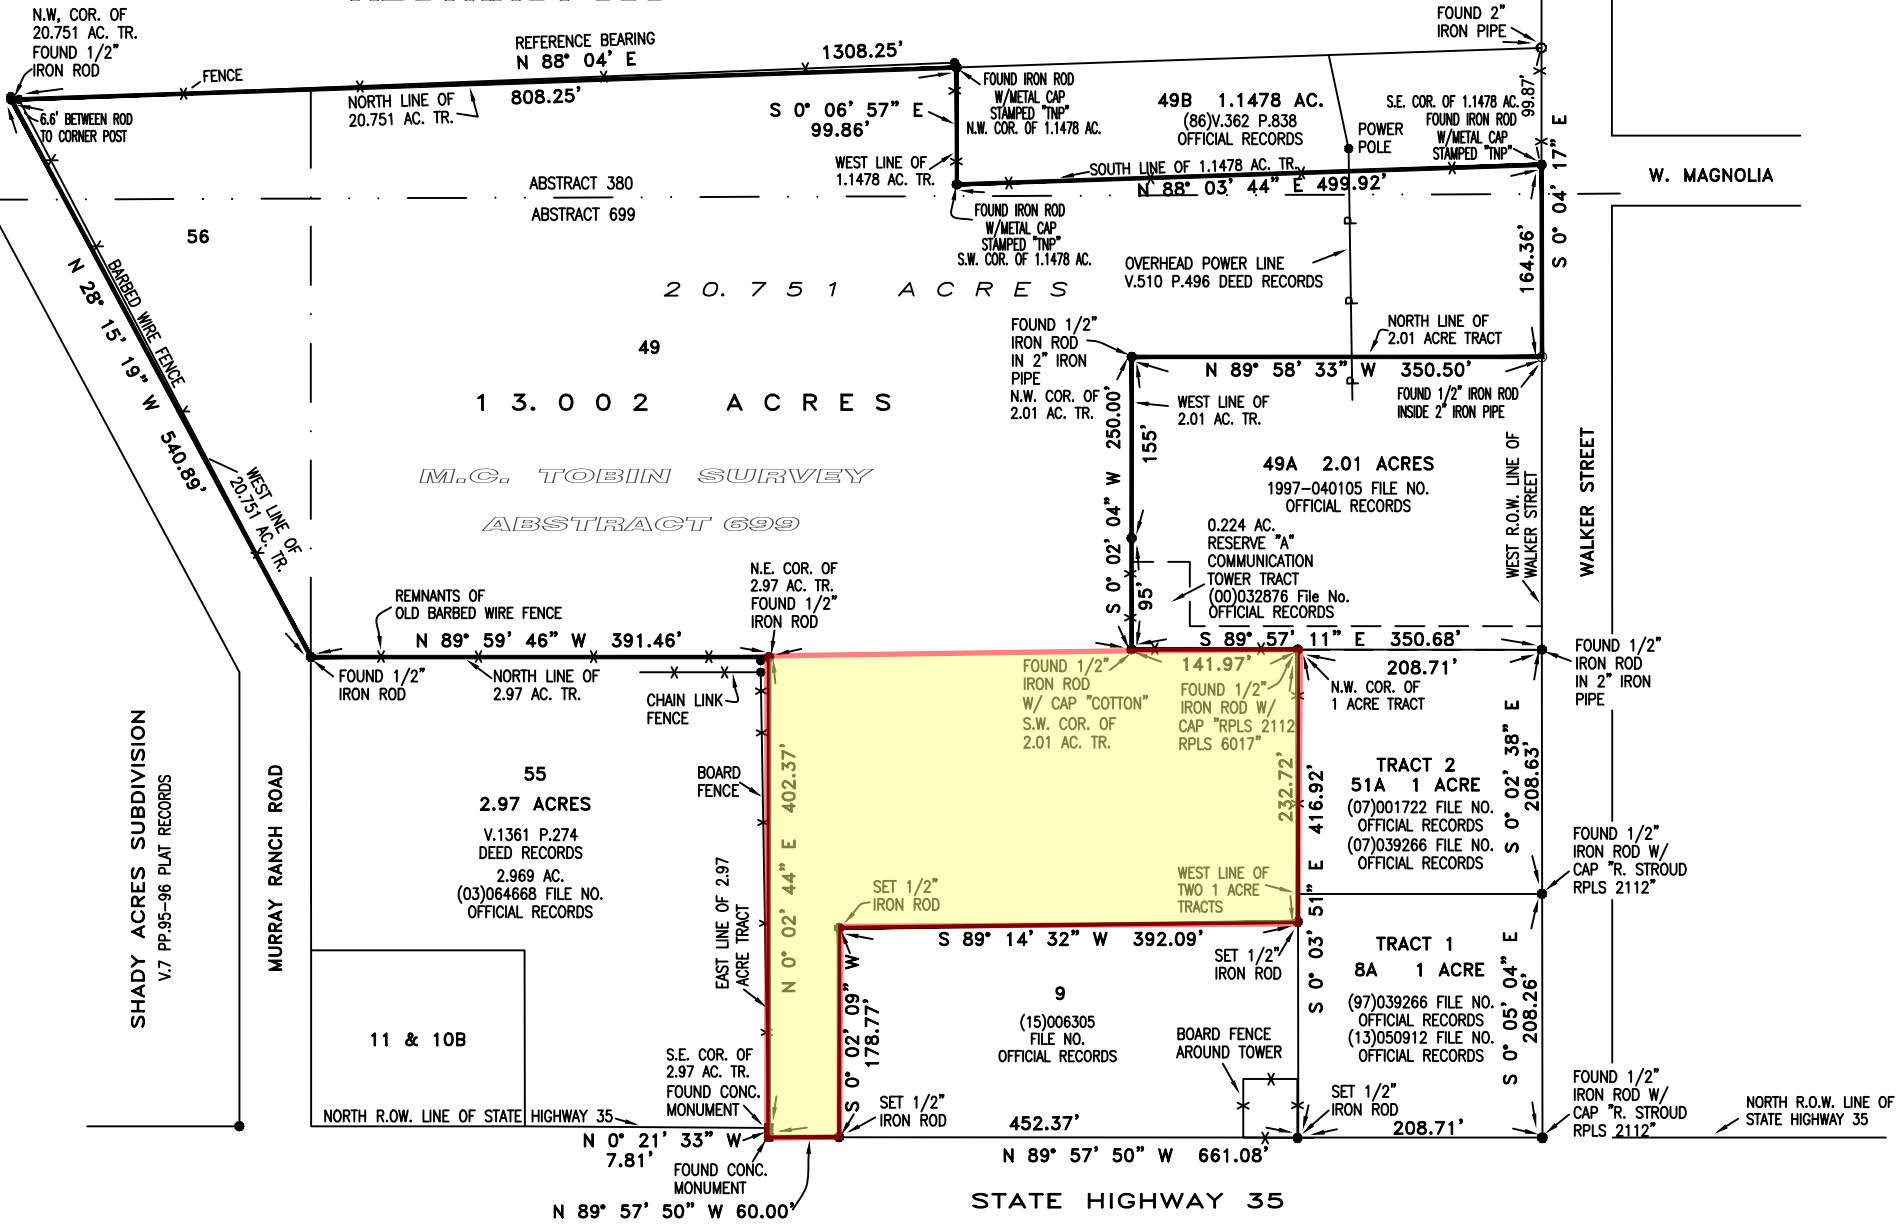 N.W, COR. OF
20.751 AC. TR.
FOUND 1/2"
IRON ROD
FENCE
6.6' BETWEEN ROD
TO CORNER POST
REFERENCE BEARING
N 88° 04' E
1308.25'
808.25'
NORTH LINE OF
20.751 AC. TR.
FOUND IRON ROD
W/METAL CAP
STAMPED "TNP"
N.W. COR. OF 1.1478 AC.
S 0° 06' 57" E
99.86'
WEST LINE OF
1.1478 AC. TR.
FOUND 2"
IRON PIPE
99.87'
49B 1.1478 AC.
(86)V.362 P.838
OFFICIAL RECORDS
POWER
POLE
S.E. COR. OF 1.1478 AC.
FOUND IRON ROD
W/METAL CAP
STAMPED "TNP"
SOUTH LINE OF 1.1478 AC. TR.
N 88° 03' 44" E 499.92'
S 0° 04' 17" E
164.36'
W. MAGNOLIA
ABSTRACT 380
ABSTRACT 699
56
FOUND IRON ROD
W/METAL CAP
STAMPED "TNP"
S.W. COR. OF 1.1478 AC.
OVERHEAD POWER LINE
V.510 P.496 DEED RECORDS
P
P
P
20.751 ACRES
BARBED WIRE FENCE
N 28° 15' 19" W 540.89'
WEST LINE OF
20.751 AC. TR.
49
13.002 ACRES
M.C. TOBIN SURVEY
ABSTRACT 699
FOUND 1/2"
IRON ROD
IN 2" IRON
PIPE
N.W. COR. OF
2.01 AC. TR.
NORTH LINE OF
2.01 ACRE TRACT
N 89° 58' 33" W 350.50'
FOUND 1/2" IRON ROD
INSIDE 2" IRON PIPE
WEST LINE OF
2.01 AC. TR.
S 0° 02' 04" W 250.00'
155'
95'
49A 2.01 ACRES
1997-040105 FILE NO.
OFFICIAL RECORDS
0.224 AC.
RESERVE "A"
COMMUNICATION
TOWER TRACT
(00)032876 File No.
OFFICIAL RECORDS
WEST R.O.W. LINE OF
WALKER STREET
WALKER STREET
N.E. COR. OF
2.97 AC. TR.
FOUND 1/2"
IRON ROD
REMNANTS OF
OLD BARBED WIRE FENCE
N 89° 59' 46" W 391.46'
FOUND 1/2"
IRON ROD
NORTH LINE OF
2.97 AC. TR.
CHAIN LINK
FENCE
S 89° 57' 11" E 350.68'
141.97'
208.71'
FOUND 1/2"
IRON ROD
W/ CAP "COTTON"
S.W. COR. OF
2.01 AC. TR.
FOUND 1/2"
IRON ROD W/
CAP "RPLS 2112
RPLS 6017"
N.W. COR. OF
1 ACRE TRACT
FOUND 1/2"
IRON ROD
IN 2" IRON
PIPE
SHADY ACRES SUBDIVISION
V.7 PP.95-96 PLAT RECORDS
MURRAY RANCH ROAD
55
2.97 ACRES
V.1361 P.274
DEED RECORDS
2.969 AC.
(03)064668 FILE NO.
OFFICIAL RECORDS
BOARD
FENCE
N 0° 02' 44" E 402.37'
EAST LINE OF 2.97
ACRE TRACT
232.72'
S 0° 03' 51" E 416.92'
TRACT 2
51A 1 ACRE
(07)001722 FILE NO.
OFFICIAL RECORDS
(07)039266 FILE NO.
OFFICIAL RECORDS
S 0° 02' 38" E
208.63'
FOUND 1/2"
IRON ROD W/
CAP "R. STROUD
RPLS 2112"
WEST LINE OF
TWO 1 ACRE
TRACTS
SET 1/2"
IRON ROD
S 89° 14' 32" W 392.09'
SET 1/2"
IRON ROD
S 0° 02' 09" W
178.77'
9
(15)006305
FILE NO.
OFFICIAL RECORDS
BOARD FENCE
AROUND TOWER
TRACT 1
8A 1 ACRE
(97)039266 FILE NO.
OFFICIAL RECORDS
(13)050912 FILE NO.
OFFICIAL RECORDS
S 0° 05' 04" E
208.26'
11 & 10B
S.E. COR. OF
2.97 AC. TR.
FOUND CONC.
MONUMENT
NORTH R.OW. LINE OF STATE HIGHWAY 35
N 0° 21' 33" W
7.81'
FOUND CONC.
MONUMENT
N 89° 57' 50" W 60.00'
SET 1/2"
IRON ROD
452.37'
N 89° 57' 50" W 661.08'
SET 1/2"
IRON ROD
208.71'
FOUND 1/2"
IRON ROD W/
CAP "R. STROUD
RPLS 2112"
NORTH R.O.W. LINE OF
STATE HIGHWAY 35
STATE HIGHWAY 35